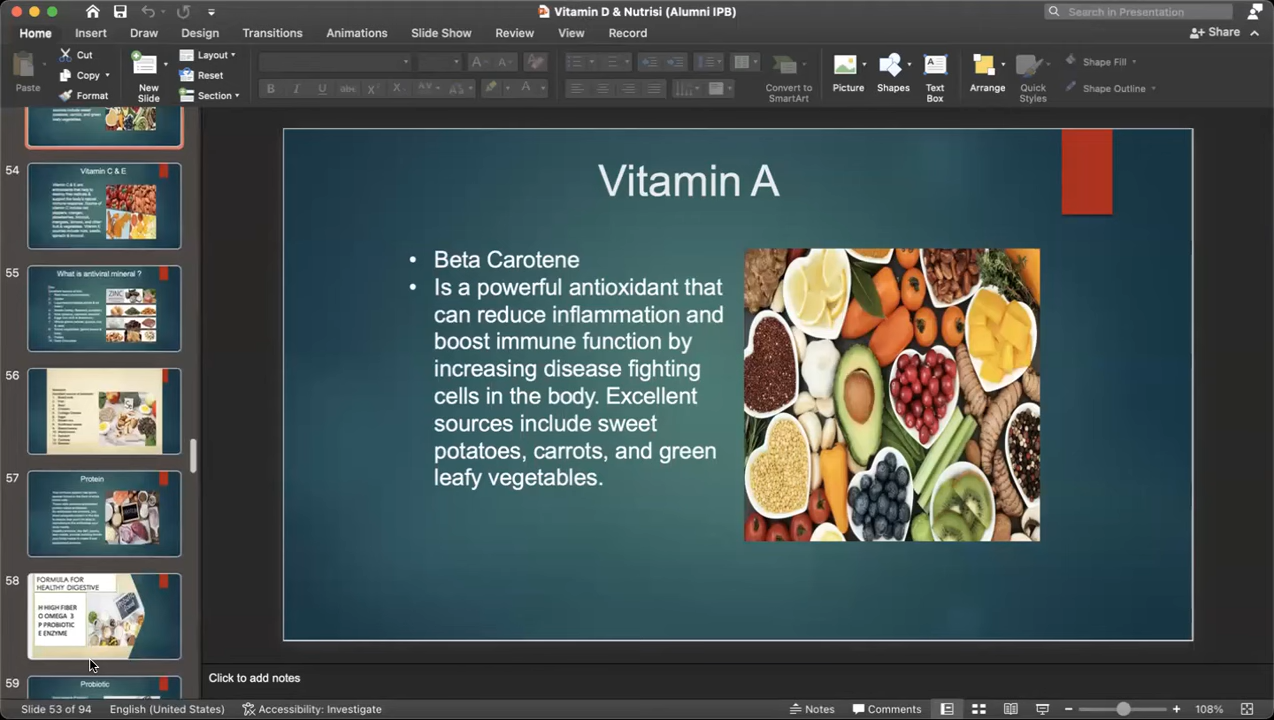 Vitamin D & Nutrisi (Alumni IPB)
Search in Presentation
Home Insert Draw Design Transitions Animations Slide Show Review View Record
Share
Paste
Cut
Copy
Format
New
Slide
Layout
Reset
Section
Convert to
SmartArt
Picture
Shapes
Text
Box
Arrange
Quick
Styles
Shape Fill
Shape Outline
54
Vitamin C & E
55
What is antiviral mineral ?
ZINC
56
57
Protein
58
FORMULA FOR
HEALTHY DIGESTIVE
H HIGH FIBER
O OMEGA 3
P PROBIOTIC
E ENZYME
59
Probiotic
Vitamin A
• Beta Carotene
• Is a powerful antioxidant that
can reduce inflammation and
boost immune function by
increasing disease fighting
cells in the body. Excellent
sources include sweet
potatoes, carrots, and green
leafy vegetables.
Click to add notes
Slide 53 of 94
English (United States)
Accessibility: Investigate
Notes
Comments
108%